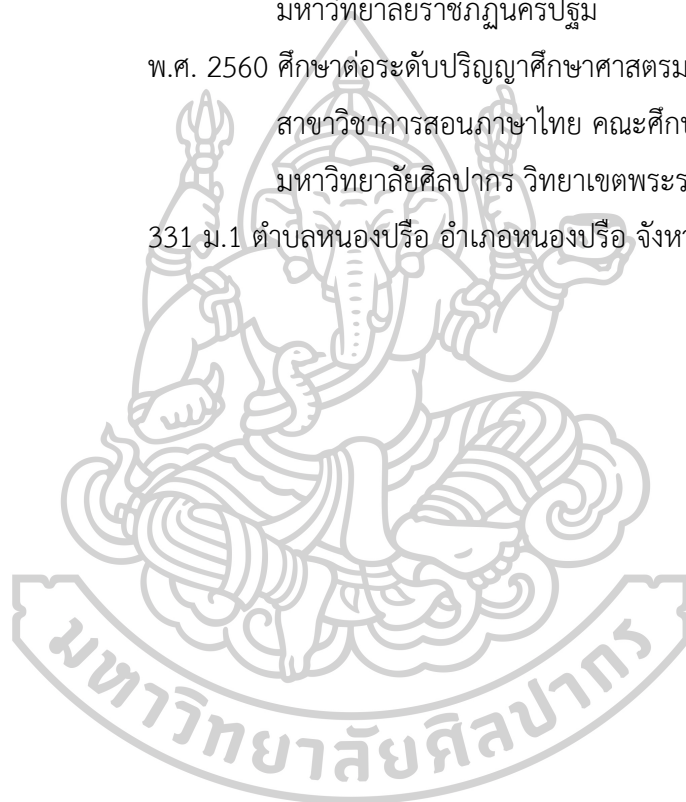 มหาวิทยาลัยราชภัฏนครปฐม
พ.ศ. 2560 ศึกษาต่อระดับปริญญาศึกษาศาสตรม
สาขาวิชาการสอนภาษาไทย คณะศึกษ
มหาวิทยาลัยศิลปากร วิทยาเขตพระร
331 ม.1 ตำบลหนองปรือ อำเภอหนองปรือ จังห
มหาวิทยาลัยศิลปากร